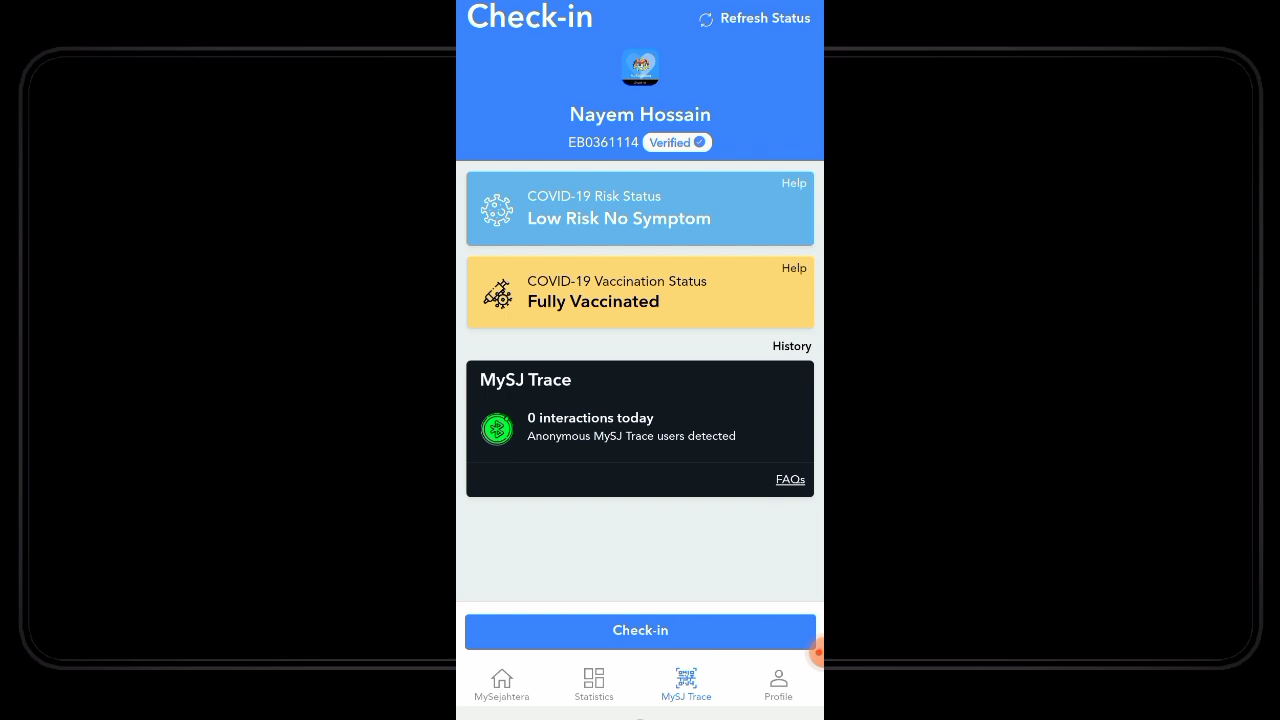 Check-in
Refresh Status
Nayem Hossain
EB0361114 Verified
Help
COVID-19 Risk Status
Low Risk No Symptom
Help
COVID-19 Vaccination Status
Fully Vaccinated
History
MySJ Trace
0 interactions today
Anonymous MySJ Trace users detected
FAQs
Check-in
MySejahtera
Statistics
MySJ Trace
Profile